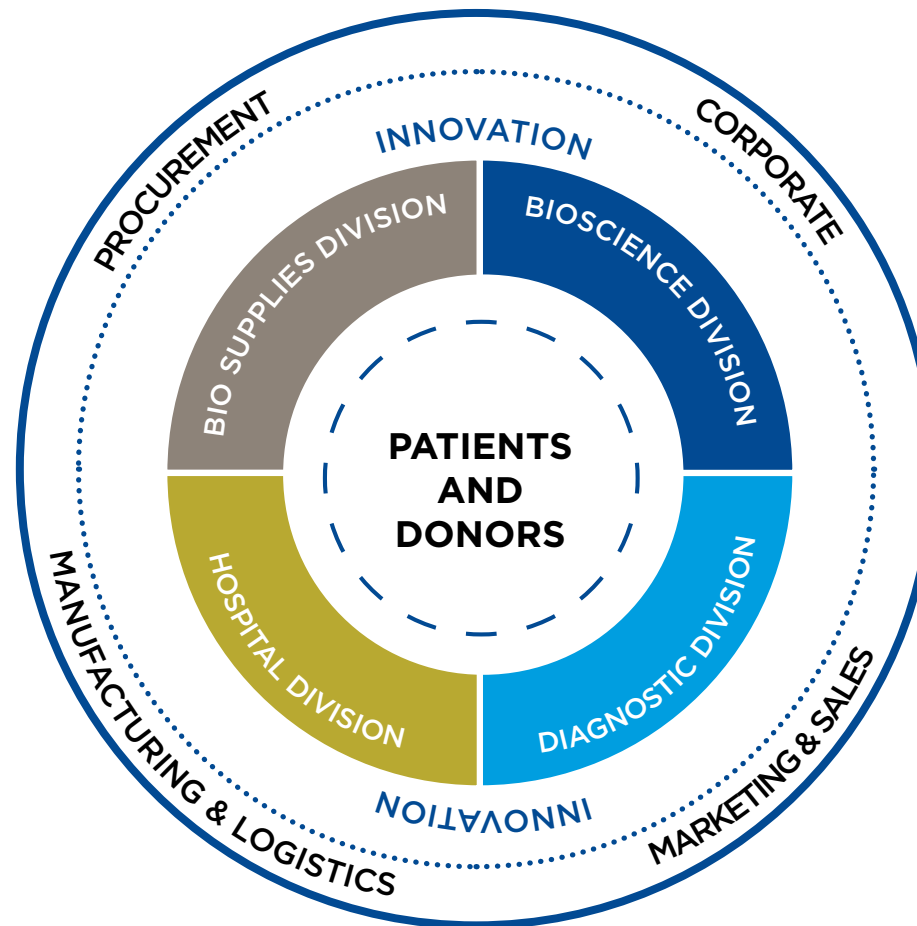 PROCUREMENT
CORPORATE
INNOVATION
BIO SUPPLIES DIVISION
BIOSCIENCE DIVISION
PATIENTS
AND
DONORS
HOSPITAL DIVISION
DIAGNOSTIC DIVISION
INNOVATION
MANUFACTURING & LOGISTICS
MARKETING & SALES